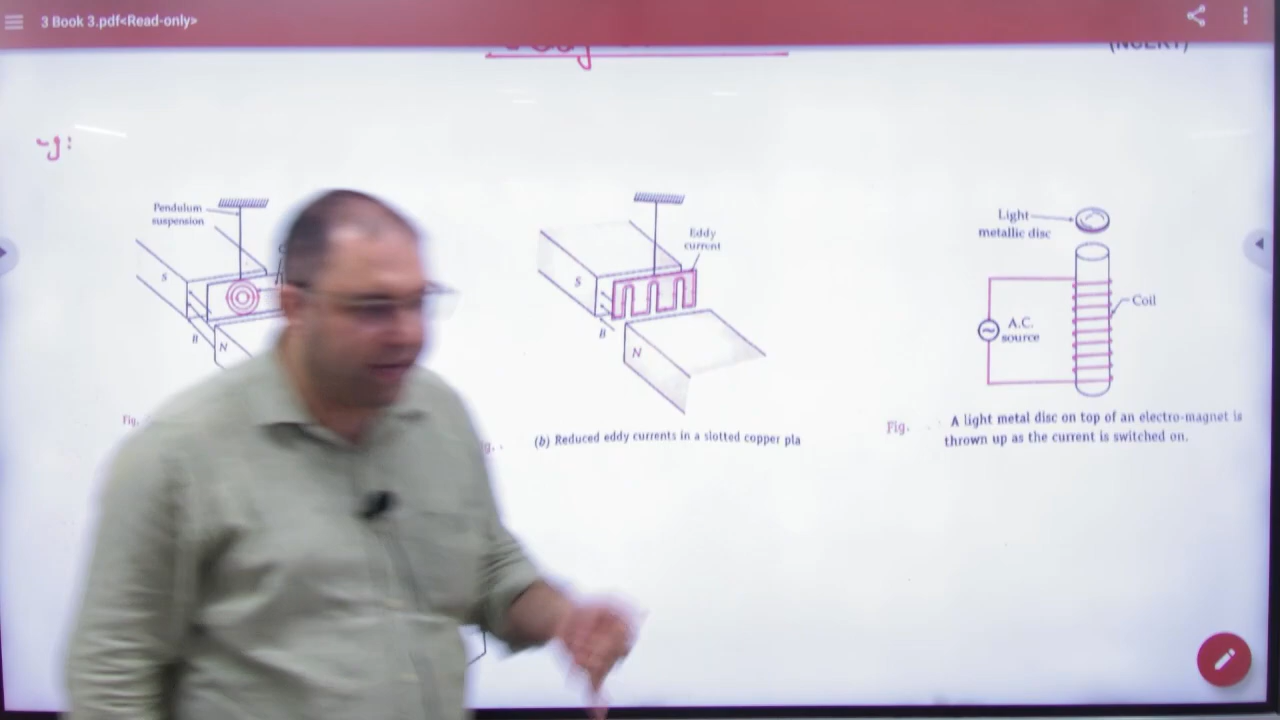 3 Book 3.pdf<Read-only>
(NCERT)
Pendulum
suspension
S
B
N
Eddy
current
S
B
N
Light
metallic disc
A.C.
source
Coil
Fig.
(b) Reduced eddy currents in a slotted copper pla
Fig.
A light metal disc on top of an electro-magnet is
thrown up as the current is switched on.